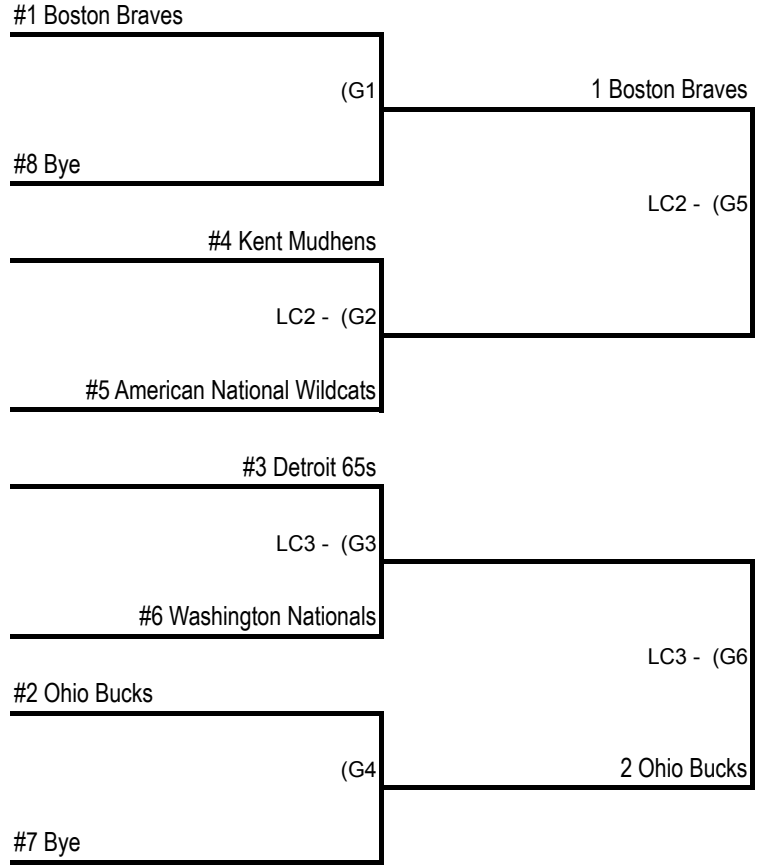 #1 Boston Braves
(G1
1 Boston Braves
#8 Bye
LC2 - (G5
#4 Kent Mudhens
LC2 - (G2
#5 American National Wildcats
#3 Detroit 65s
LC3 - (G3
#6 Washington Nationals
LC3 - (G6
#2 Ohio Bucks
(G4
2 Ohio Bucks
#7 Bye